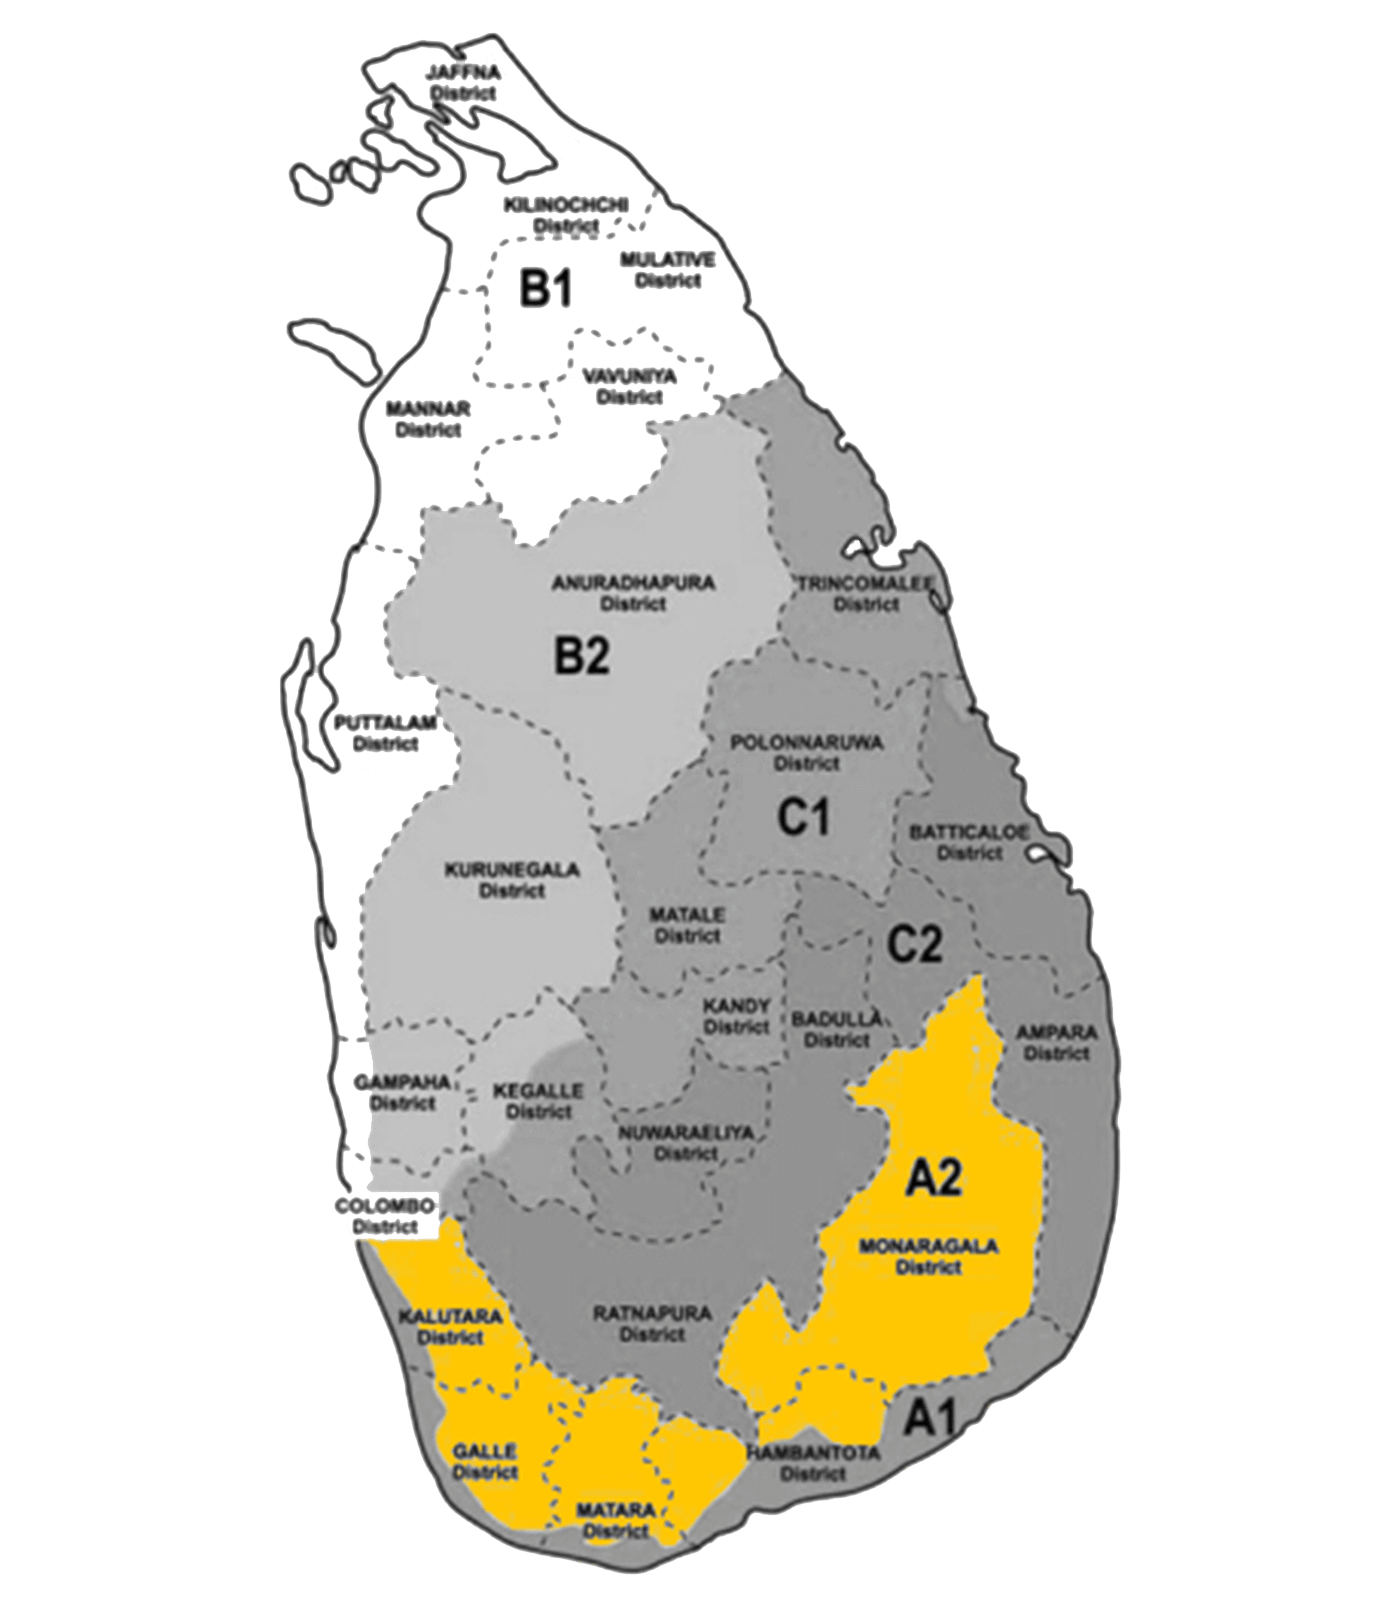 JAFFNA
District
KILINOCHCHI
District
MULATIVE
District
B1
VAVUNIYA
District
MANNAR
District
ANURADHAPURA
District
TRINCOMALEE
District
B2
PUTTALAM
District
POLONNARUWA
District
C1
BATTICALOE
District
KURUNEGALA
District
MATALE
District
C2
KANDY
District
BADULLA
District
AMPARA
District
GAMPAHA
District
KEGALLE
District
NUWARAELIYA
District
A2
COLOMBO
District
MONARAGALA
District
KALUTARA
District
RATNAPURA
District
A1
GALLE
District
HAMBANTOTA
District
MATARA
District